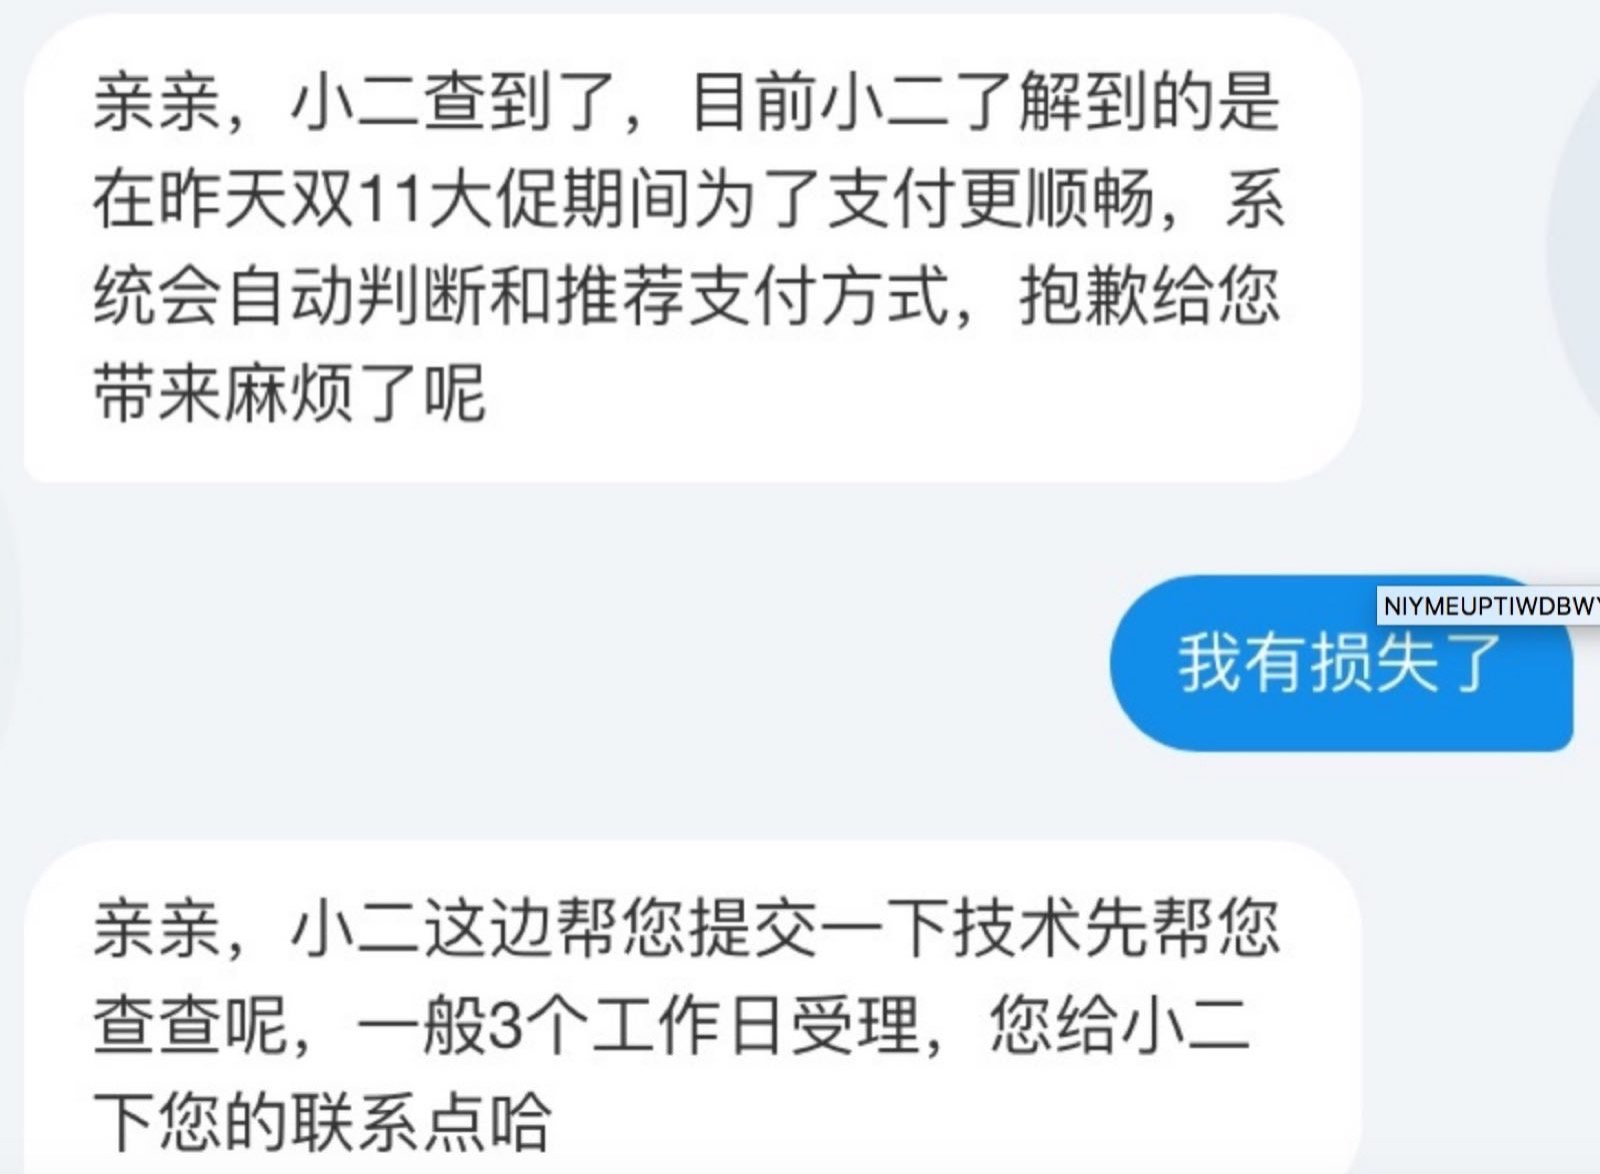 亲亲，小二查到了，目前小二了解到的是
在昨天双11大促期间为了支付更顺畅，系
统会自动判断和推荐支付方式，抱歉给您
带来麻烦了呢
NIYMEUPTIWDBWY
我有损失了
亲亲，小二这边帮您提交一下技术先帮您
查查呢，一般3个工作日受理，您给小二
下您的联系点哈